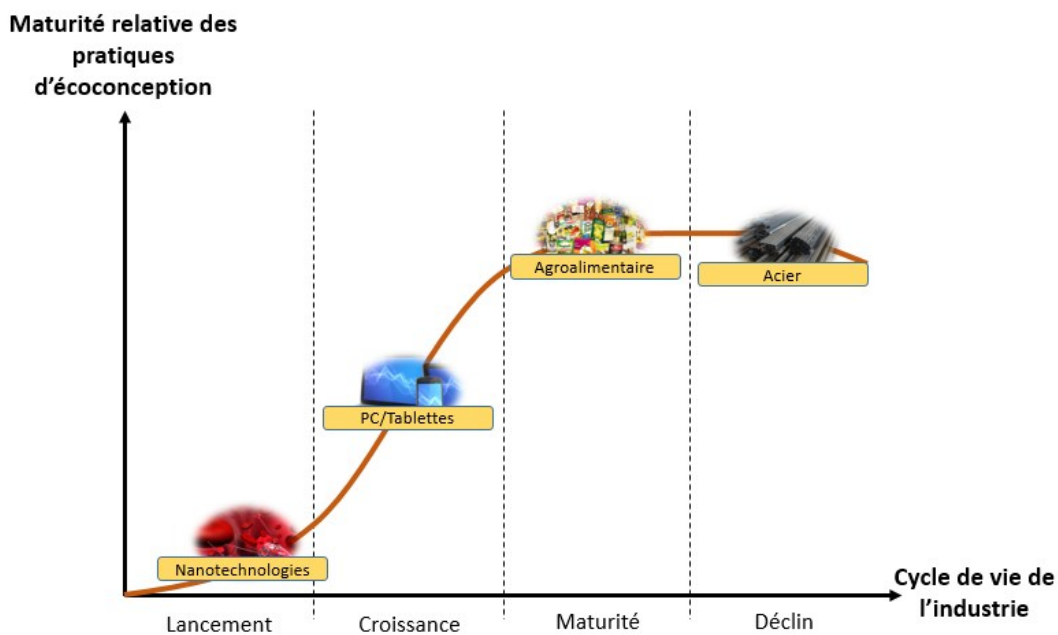 Maturité relative des
pratiques
d'écoconception
Agroalimentaire
Acier
PC/Tablettes
Nanotechnologies
Cycle de vie de
l'industrie
Lancement
Croissance
Maturité
Déclin